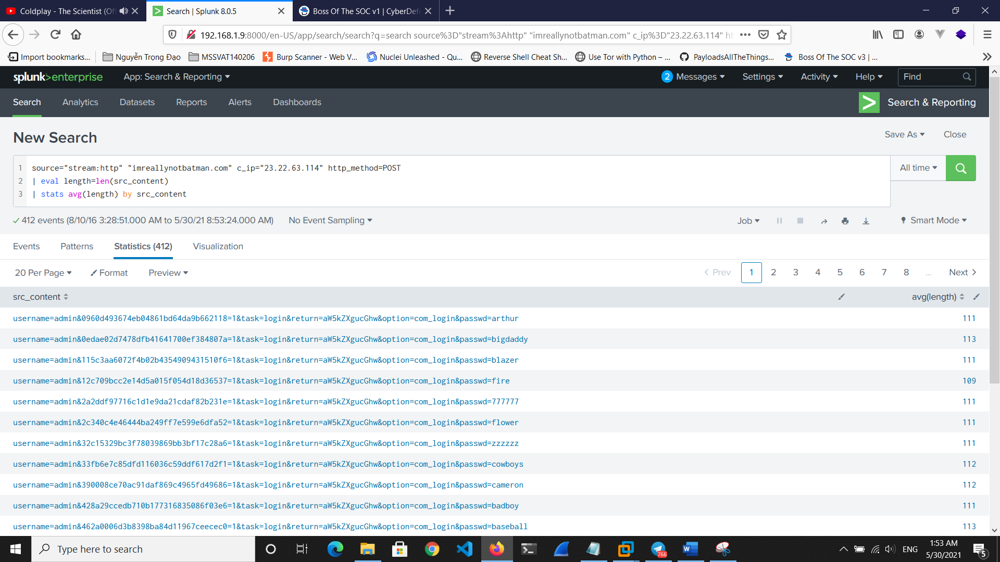 Coldplay - The Scientist (Of
Search | Splunk 8.0.5
Boss Of The SOC v1 | CyberDef
192.168.1.9:8000/en-US/app/search/search?q=search source%3D"stream%3Ahttp" "imreallynotbatman.com" c_ip%3D"23.22.63.114" ht
Import bookmarks...
Nguyễn Trọng Đạo
MSSVAT140206
Burp Scanner - Web V...
Nuclei Unleashed - Qu...
Reverse Shell Cheat Sh...
Use Tor with Python – ...
PayloadsAllTheThings...
Boss Of The SOC v3 | ...
splunk>enterprise
App: Search & Reporting
2 Messages
Settings
Activity
Help
Find
Search
Analytics
Datasets
Reports
Alerts
Dashboards
Search & Reporting
New Search
Save As
Close
1 source="stream:http" "imreallynotbatman.com" c_ip="23.22.63.114" http_method=POST
2 | eval length=len(src_content)
3 | stats avg(length) by src_content
All time
412 events (8/10/16 3:28:51.000 AM to 5/30/21 8:53:24.000 AM)
No Event Sampling
Job
Smart Mode
Events
Patterns
Statistics (412)
Visualization
20 Per Page
Format
Preview
< Prev 1 2 3 4 5 6 7 8 ... Next >
src_content
avg(length)
username=admin&0960d493674eb04861bd64da9b662118=1&task=login&return=aW5kZXgucGhw&option=com_login&passwd=arthur 111
username=admin&0edae02d7478dfb41641700ef384807a=1&task=login&return=aW5kZXgucGhw&option=com_login&passwd=bigdaddy 113
username=admin&115c3aa6072f4b02b4354909431510f6=1&task=login&return=aW5kZXgucGhw&option=com_login&passwd=blazer 111
username=admin&12c709bcc2e14d5a015f054d18d36537=1&task=login&return=aW5kZXgucGhw&option=com_login&passwd=fire 109
username=admin&2a2ddf97716c1d1e9da21cdaf82b231e=1&task=login&return=aW5kZXgucGhw&option=com_login&passwd=777777 111
username=admin&2c340c4e46444ba249ff7e599e6dfa52=1&task=login&return=aW5kZXgucGhw&option=com_login&passwd=flower 111
username=admin&32c15329bc3f78039869bb3bf17c28a6=1&task=login&return=aW5kZXgucGhw&option=com_login&passwd=zzzzzz 111
username=admin&33fb6e7c85dfd116036c59ddf617d2f1=1&task=login&return=aW5kZXgucGhw&option=com_login&passwd=cowboys 112
username=admin&390008ce70ac91daf869c4965fd49686=1&task=login&return=aW5kZXgucGhw&option=com_login&passwd=cameron 112
username=admin&428a29ccedb710b177316835086f03e6=1&task=login&return=aW5kZXgucGhw&option=com_login&passwd=badboy 111
username=admin&462a0006d3b8398ba84d11967ceecec0=1&task=login&return=aW5kZXgucGhw&option=com_login&passwd=baseball 113
Type here to search
766
ENG
1:53 AM
5/30/2021
5